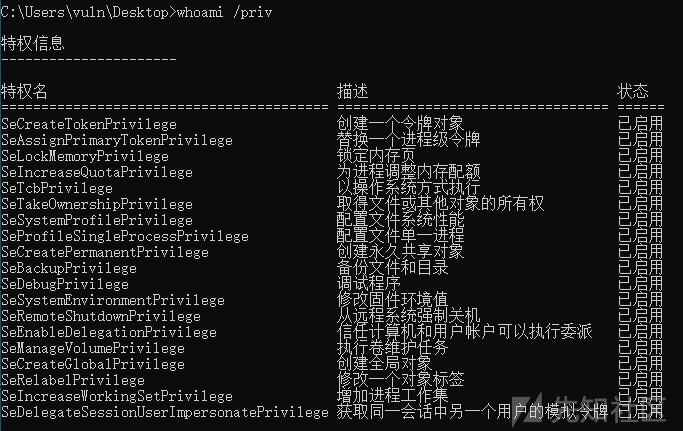 C:\Users\vuln\Desktop>whoami /priv
特权信息
----------------------
特权名 描述 状态
========================================= ================================== ======
SeCreateTokenPrivilege 创建一个令牌对象 已启用
SeAssignPrimaryTokenPrivilege 替换一个进程级令牌 已启用
SeLockMemoryPrivilege 锁定内存页 已启用
SeIncreaseQuotaPrivilege 为进程调整内存配额 已启用
SeTcbPrivilege 以操作系统方式执行 已启用
SeTakeOwnershipPrivilege 取得文件或其他对象的所有权 已启用
SeSystemProfilePrivilege 配置文件系统性能 已启用
SeProfileSingleProcessPrivilege 配置文件单一进程 已启用
SeCreatePermanentPrivilege 创建永久共享对象 已启用
SeBackupPrivilege 备份文件和目录 已启用
SeDebugPrivilege 调试程序 已启用
SeSystemEnvironmentPrivilege 修改固件环境值 已启用
SeRemoteShutdownPrivilege 从远程系统强制关机 已启用
SeEnableDelegationPrivilege 信任计算机和用户帐户可以执行委派 已启用
SeManageVolumePrivilege 执行卷维护任务 已启用
SeCreateGlobalPrivilege 创建全局对象 已启用
SeRelabelPrivilege 修改一个对象标签 已启用
SeIncreaseWorkingSetPrivilege 增加进程工作集 已启用
SeDelegateSessionUserImpersonatePrivilege 获取同一会话中另一个用户的模拟令牌 已启用
先知社区